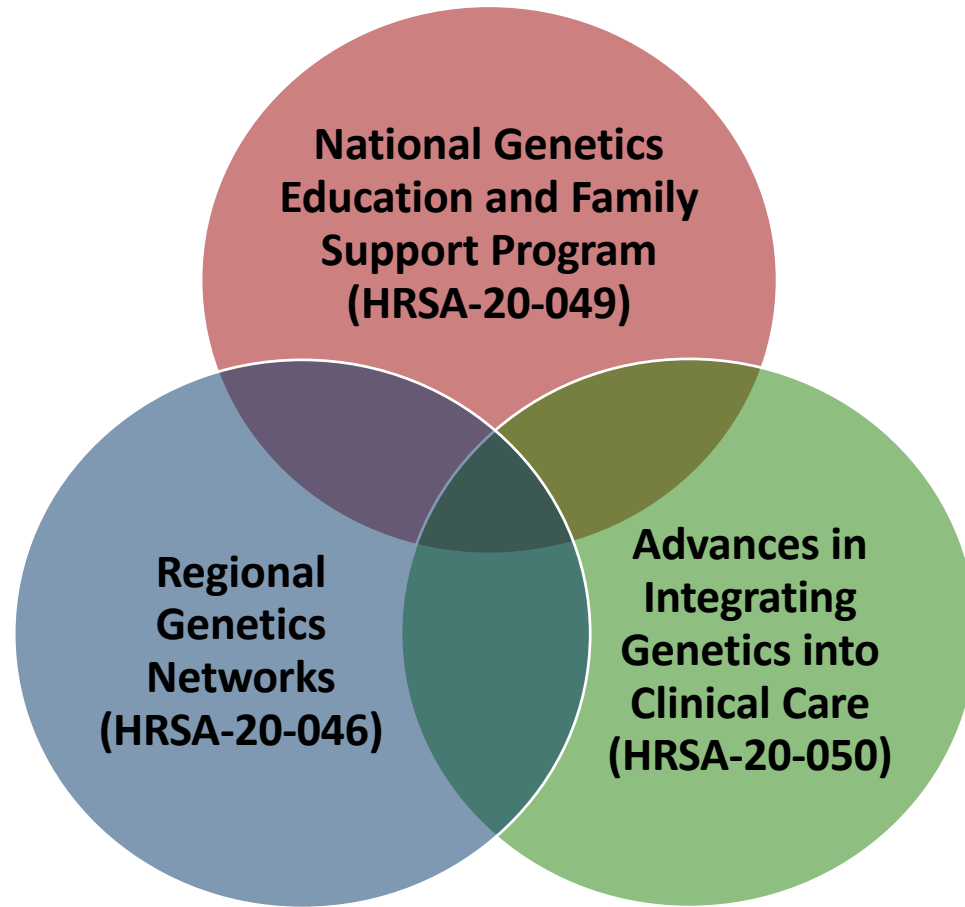 National Genetics
Education and Family
Support Program
(HRSA-20-049)
Regional
Genetics
Networks
(HRSA-20-046)
Advances in
Integrating
Genetics into
Clinical Care
(HRSA-20-050)